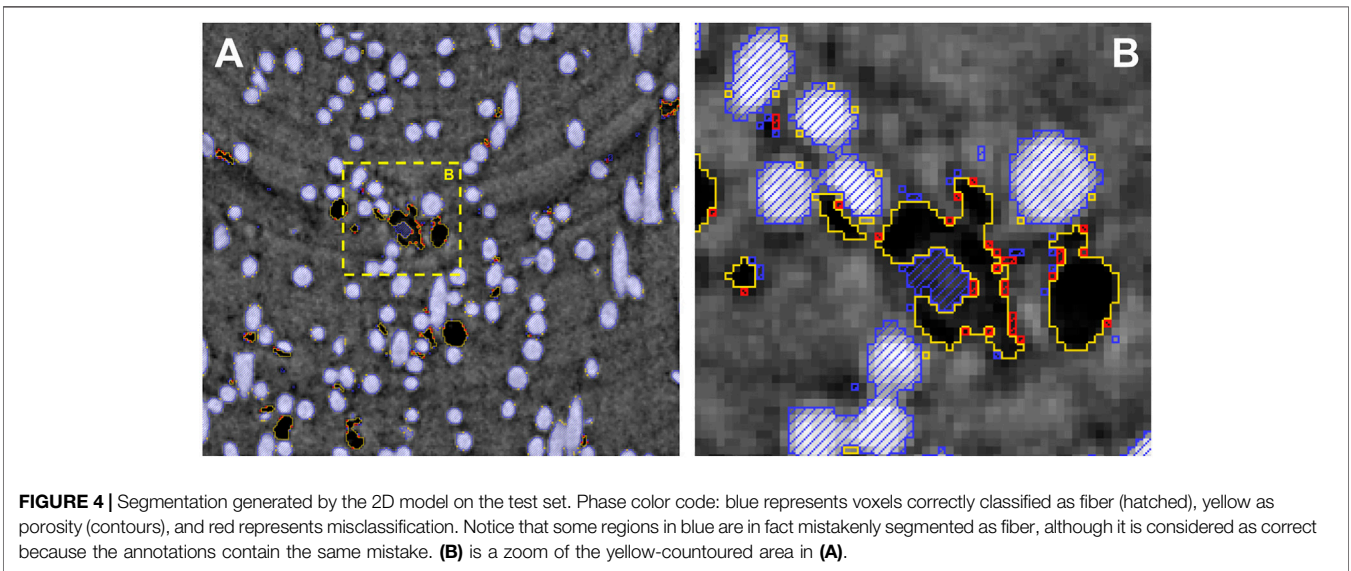 A
B
B
FIGURE 4 | Segmentation generated by the 2D model on the test set. Phase color code: blue represents voxels correctly classified as fiber (hatched), yellow as
porosity (contours), and red represents misclassification. Notice that some regions in blue are in fact mistakenly segmented as fiber, although it is considered as correct
because the annotations contain the same mistake. (B) is a zoom of the yellow-countoured area in (A).